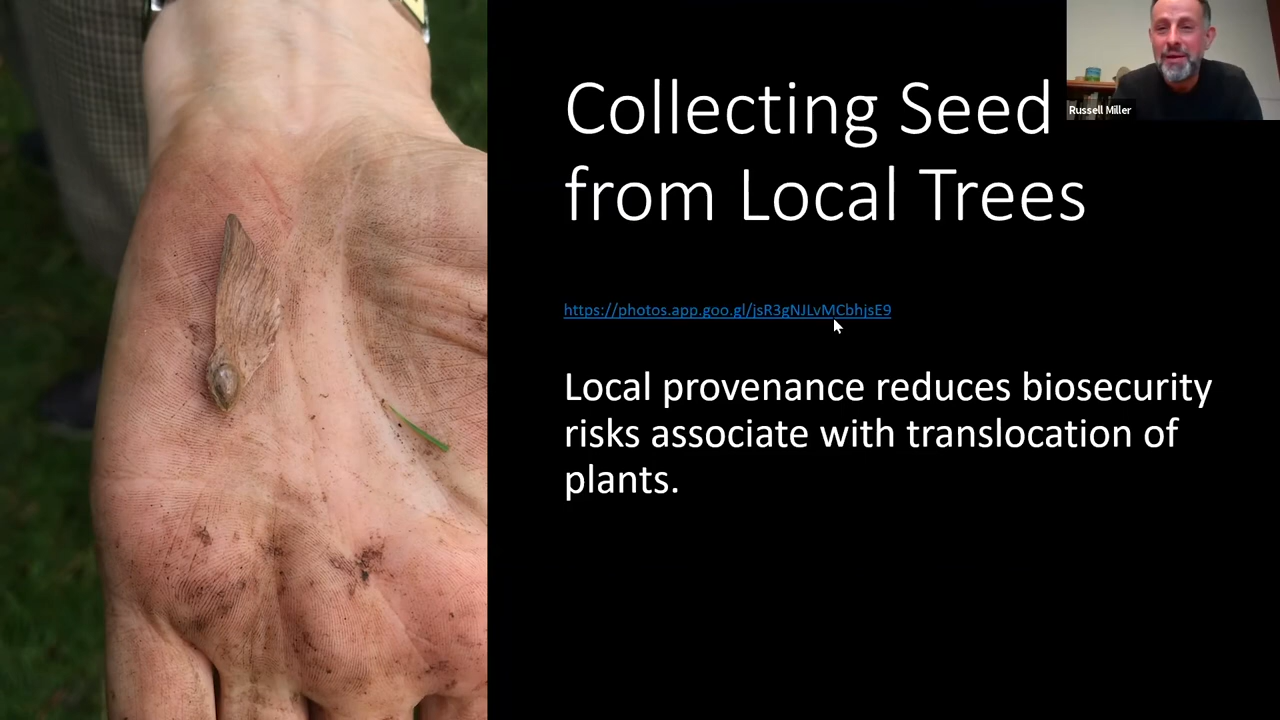 Collecting Seed
from Local Trees
Russell Miller
https://photos.app.goo.gl/jsR3gNJLvMCbhjsE9
Local provenance reduces biosecurity
risks associate with translocation of
plants.